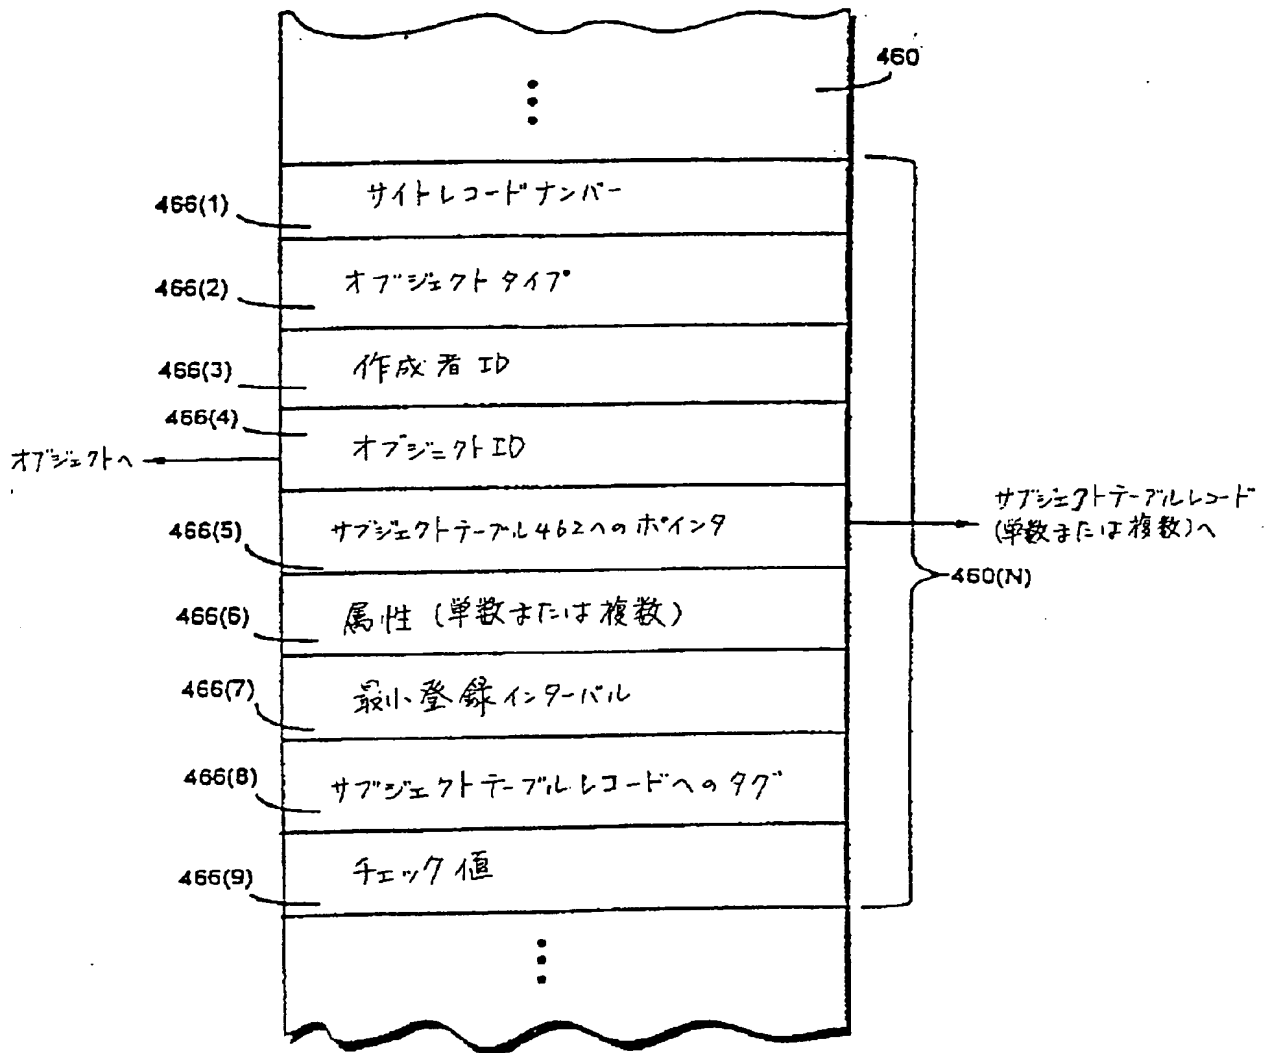 460
466(1)
サイトレコードナンバー
466(2)
オブジェクトタイプ
466(3)
作成者ID
466(4)
オブジェクトID
オブジェクトへ
466(5)
サブジェクトテーブル462へのポインタ
サブジェクトテーブルレコード
(単数または複数)へ
460(N)
466(6)
属性(単数または複数)
466(7)
最小登録インターバル
466(8)
サブジェクトテーブルレコードへのタグ
466(9)
チェック値